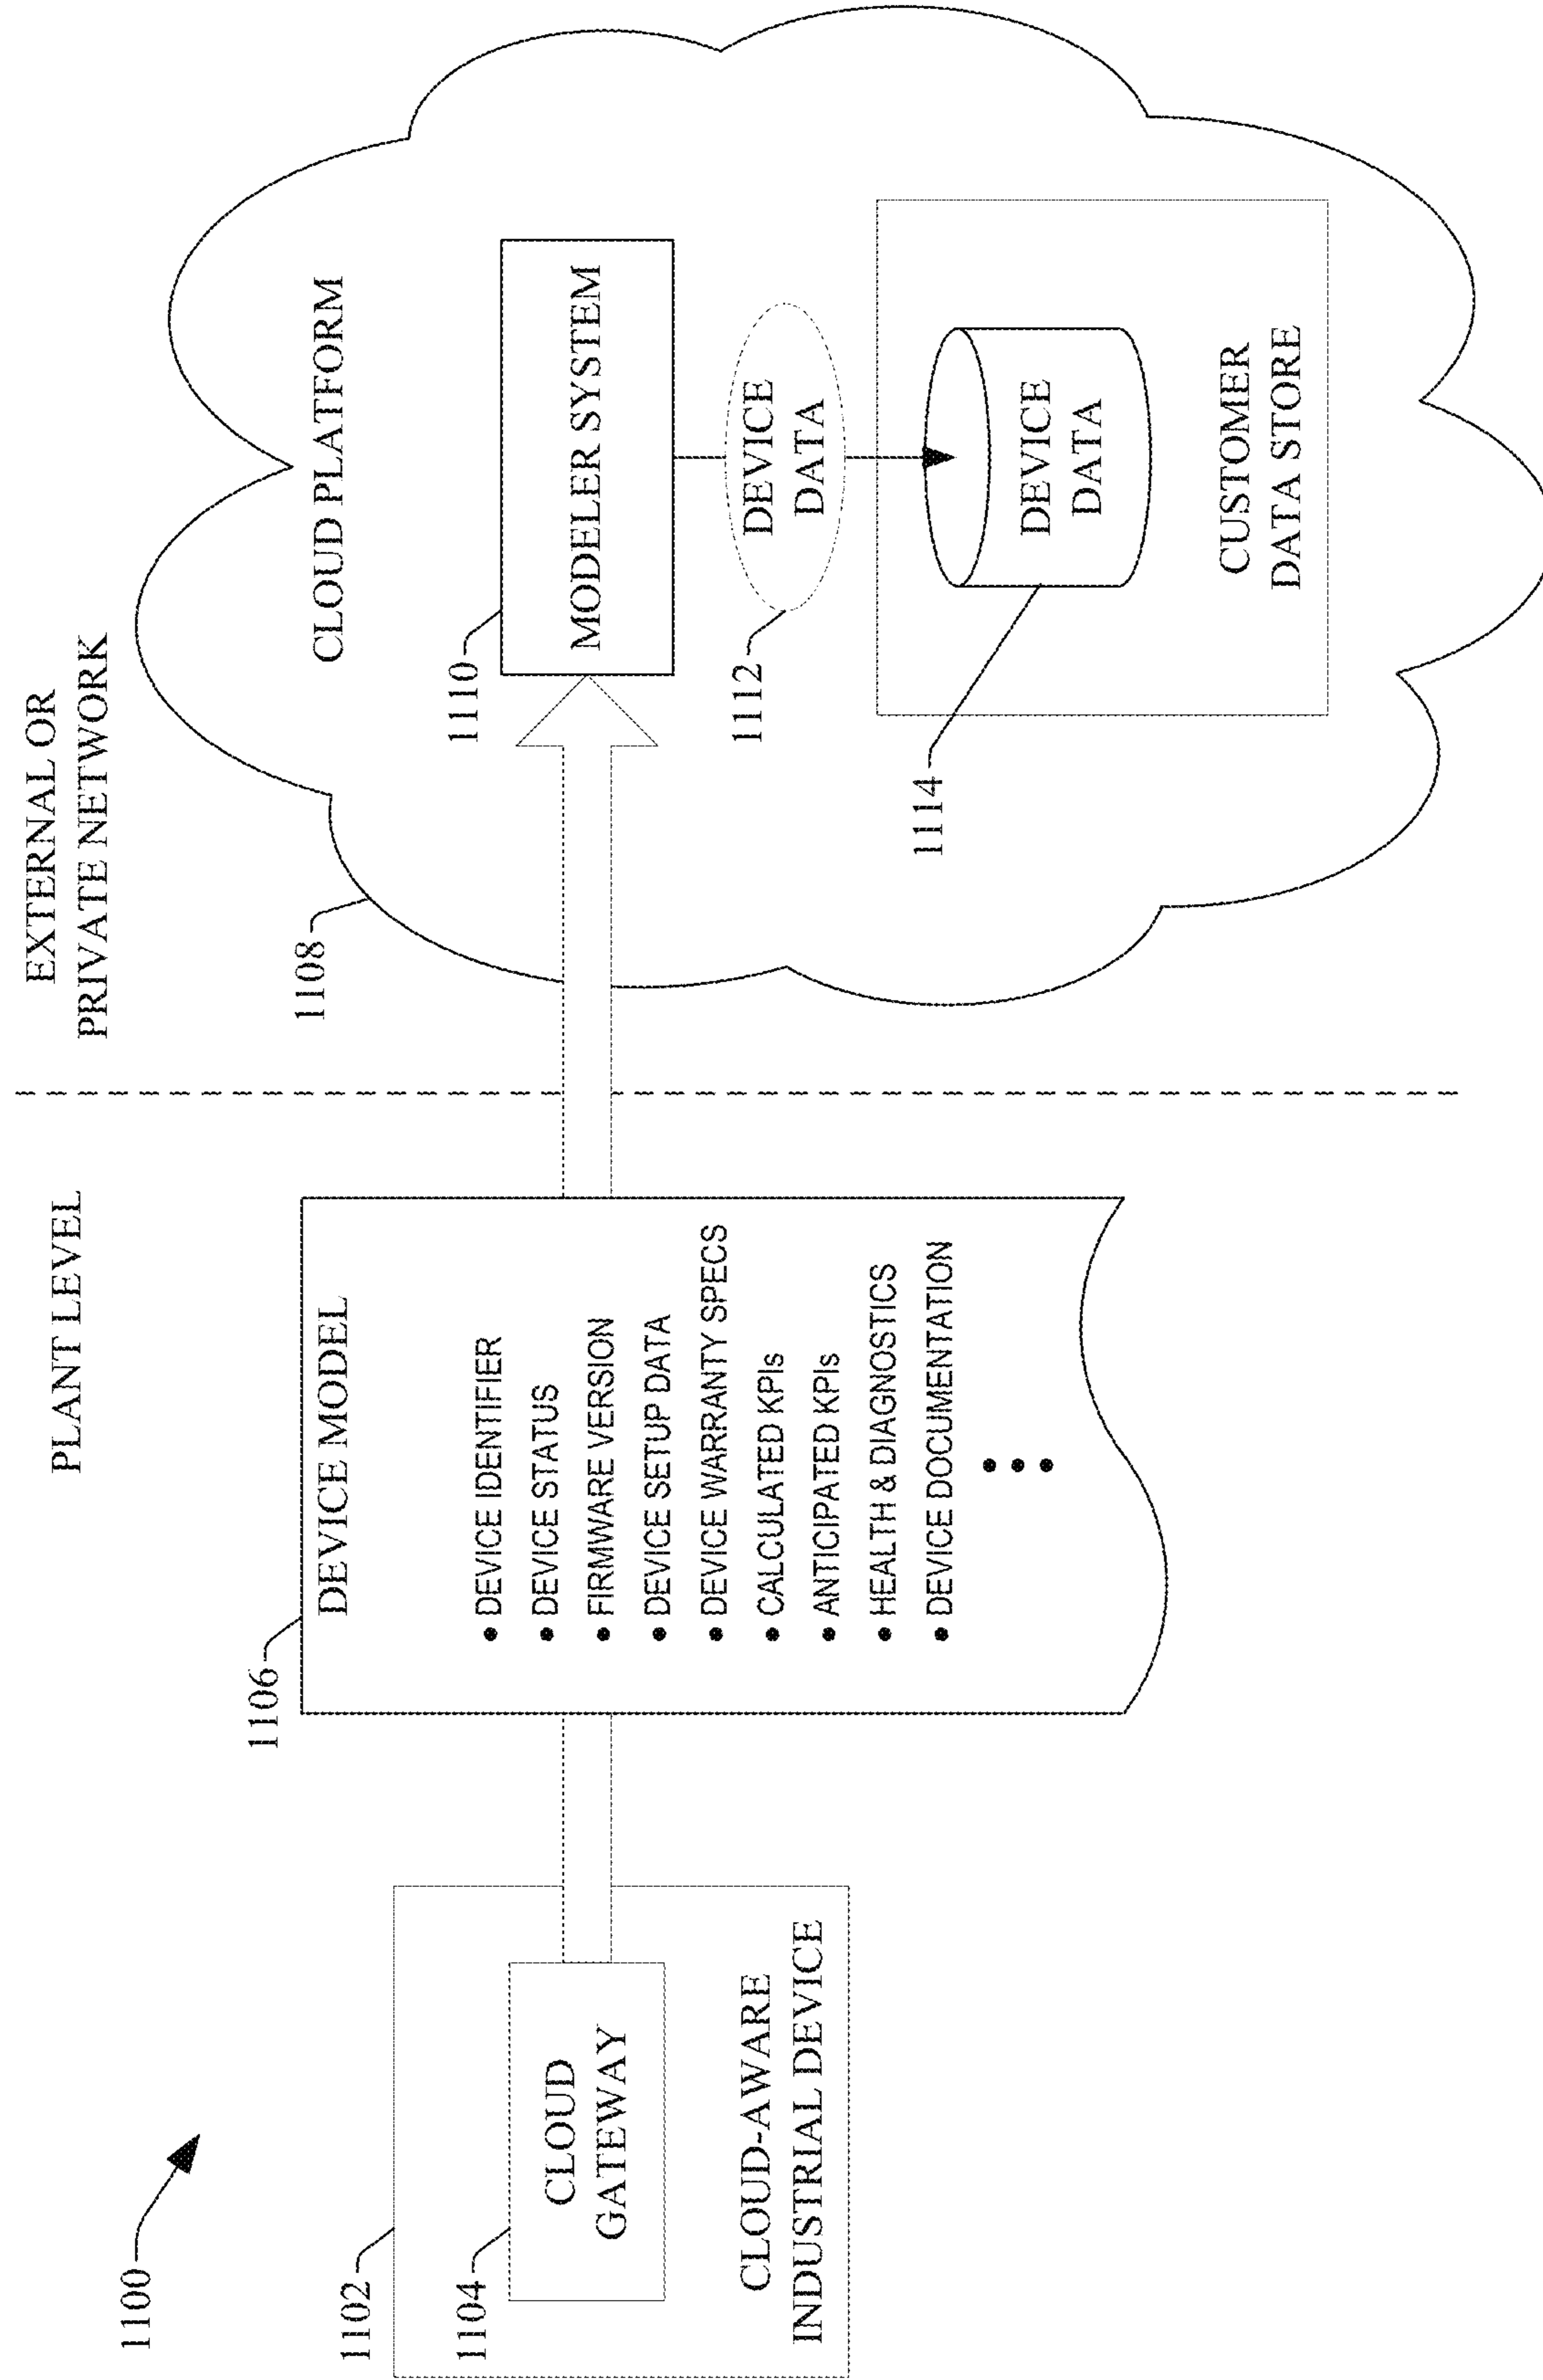 1100
PLANT LEVEL
EXTERNAL OR
PRIVATE NETWORK
1102
1104
CLOUD
GATEWAY
CLOUD-AWARE
INDUSTRIAL DEVICE
1106
DEVICE MODEL
• DEVICE IDENTIFIER
• DEVICE STATUS
• FIRMWARE VERSION
• DEVICE SETUP DATA
• DEVICE WARRANTY SPECS
• CALCULATED KPIs
• ANTICIPATED KPIs
• HEALTH & DIAGNOSTICS
• DEVICE DOCUMENTATION
1108
CLOUD PLATFORM
1110
MODELER SYSTEM
1112
DEVICE
DATA
1114
DEVICE
DATA
CUSTOMER
DATA STORE